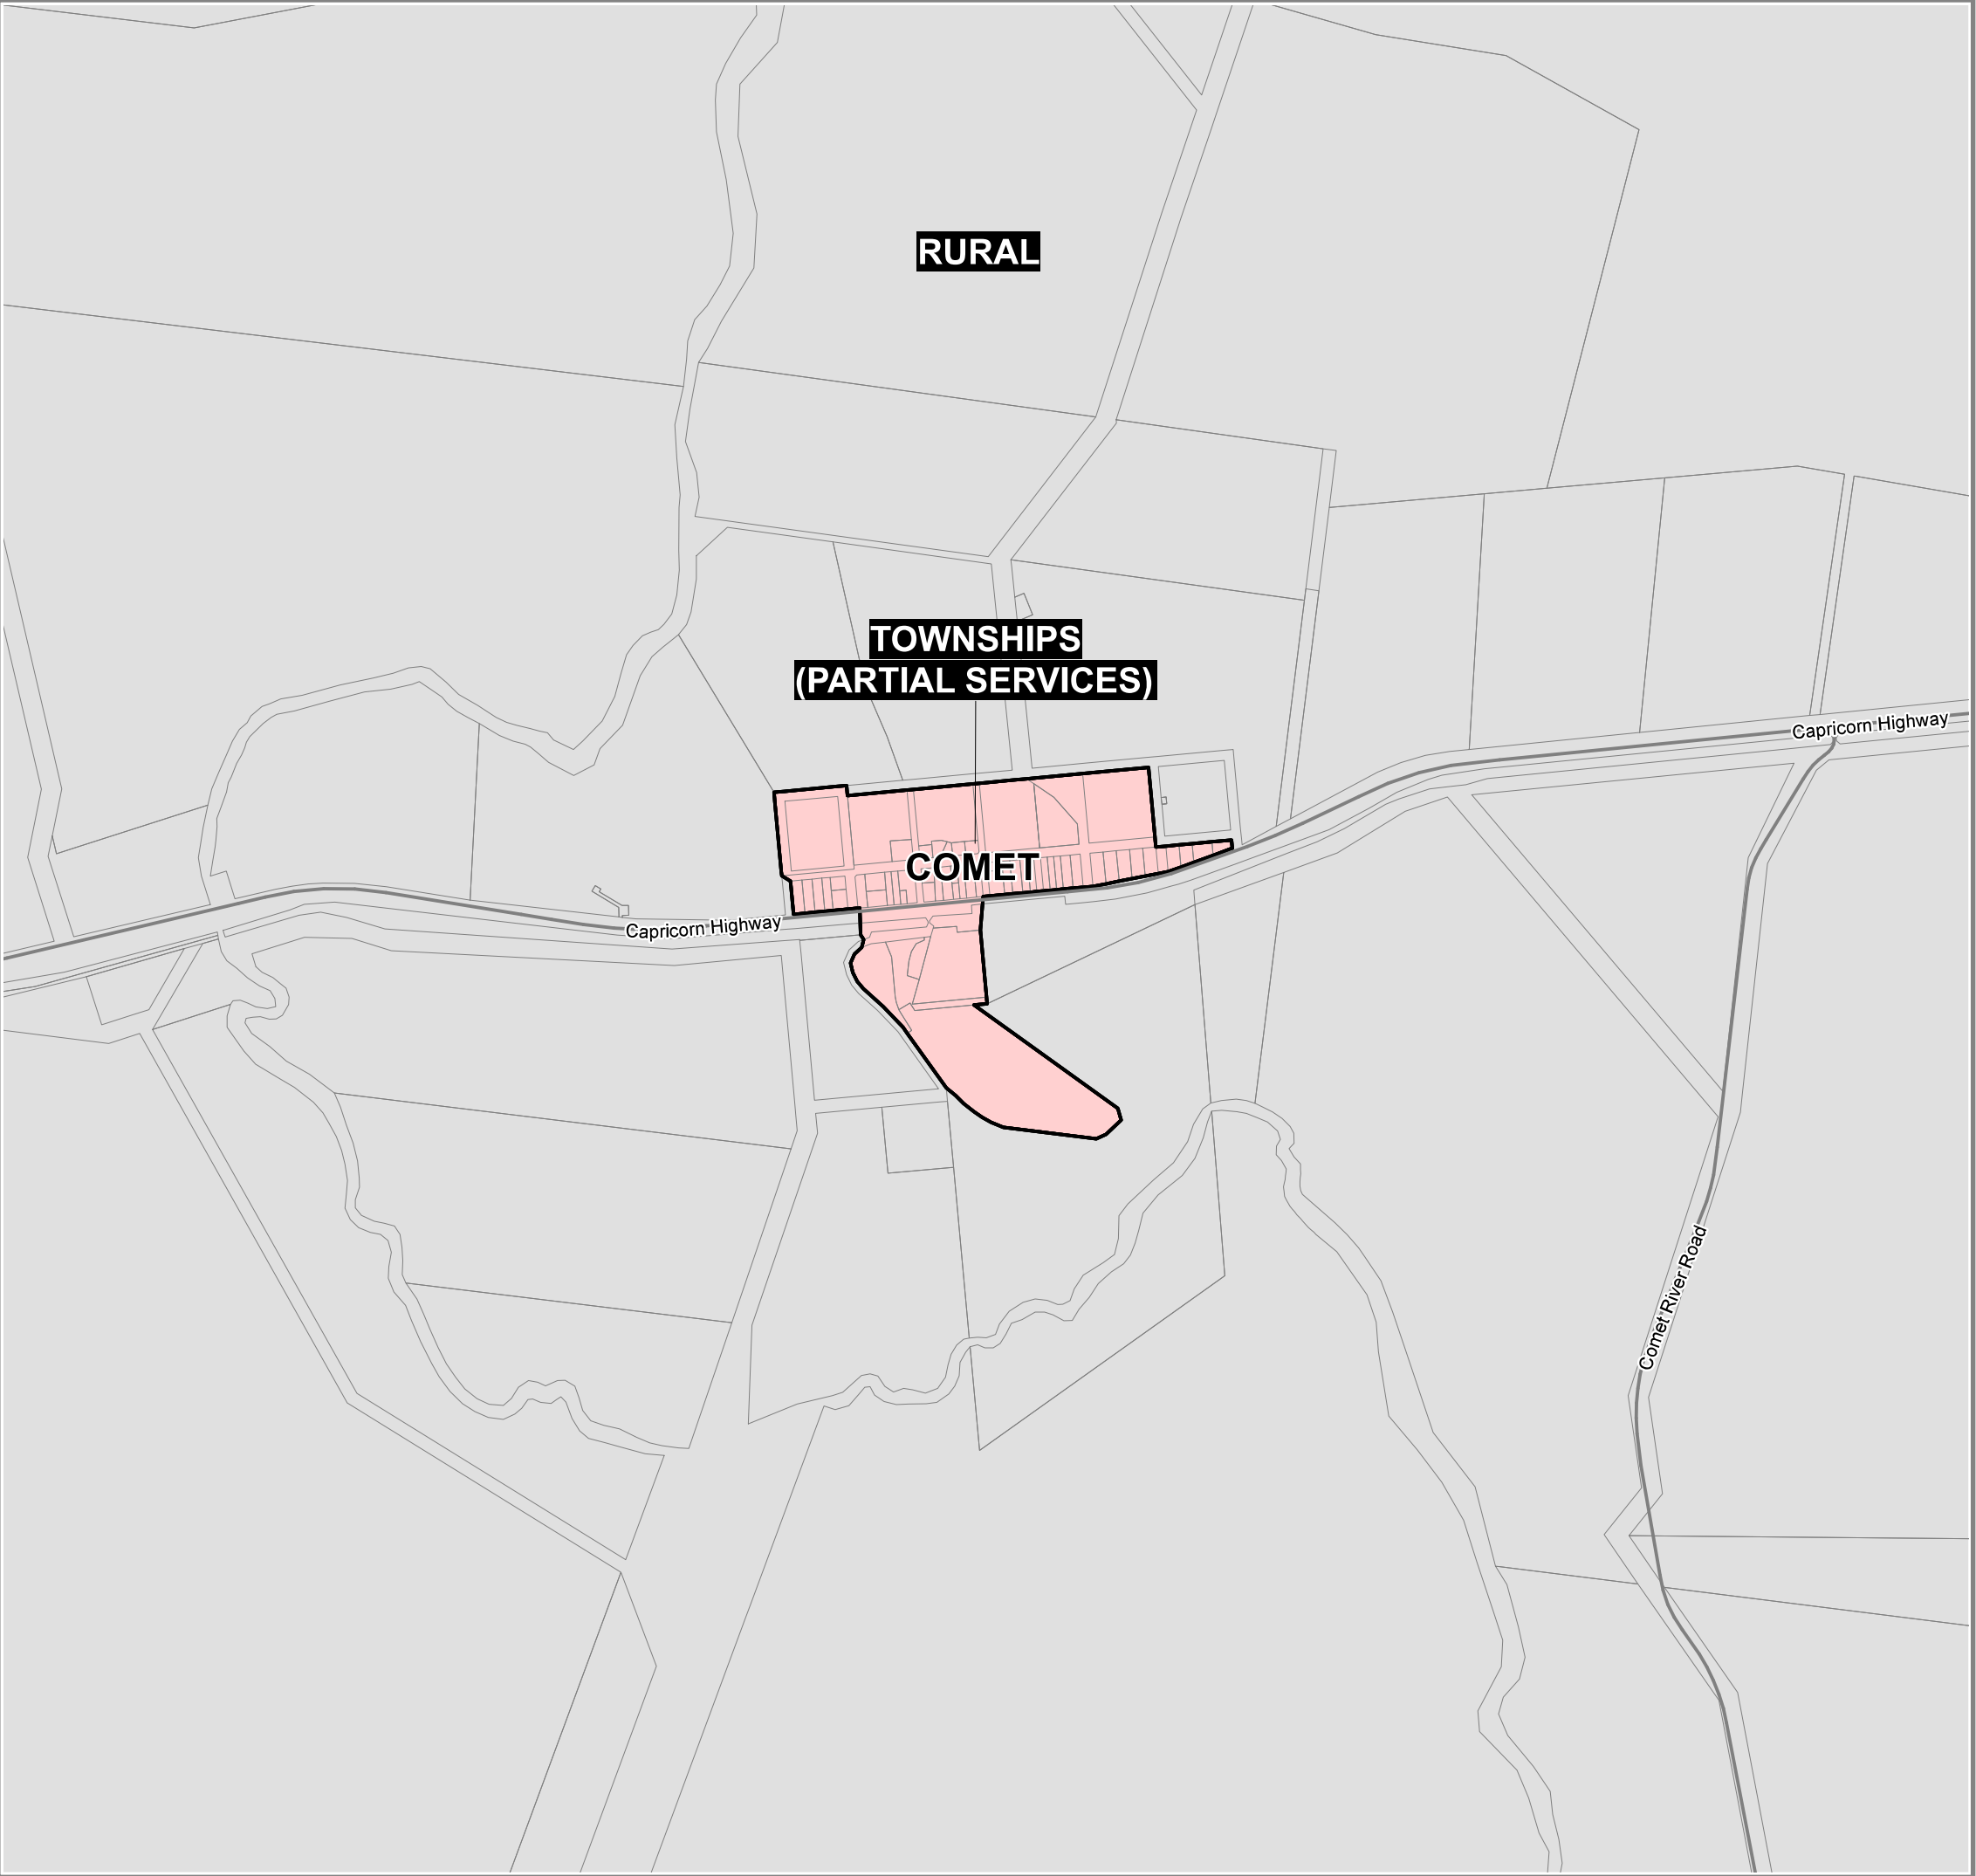 RURAL
TOWNSHIPS
(PARTIAL SERVICES)
Capricorn Highway
COMET
Capricorn Highway
Comet River Road